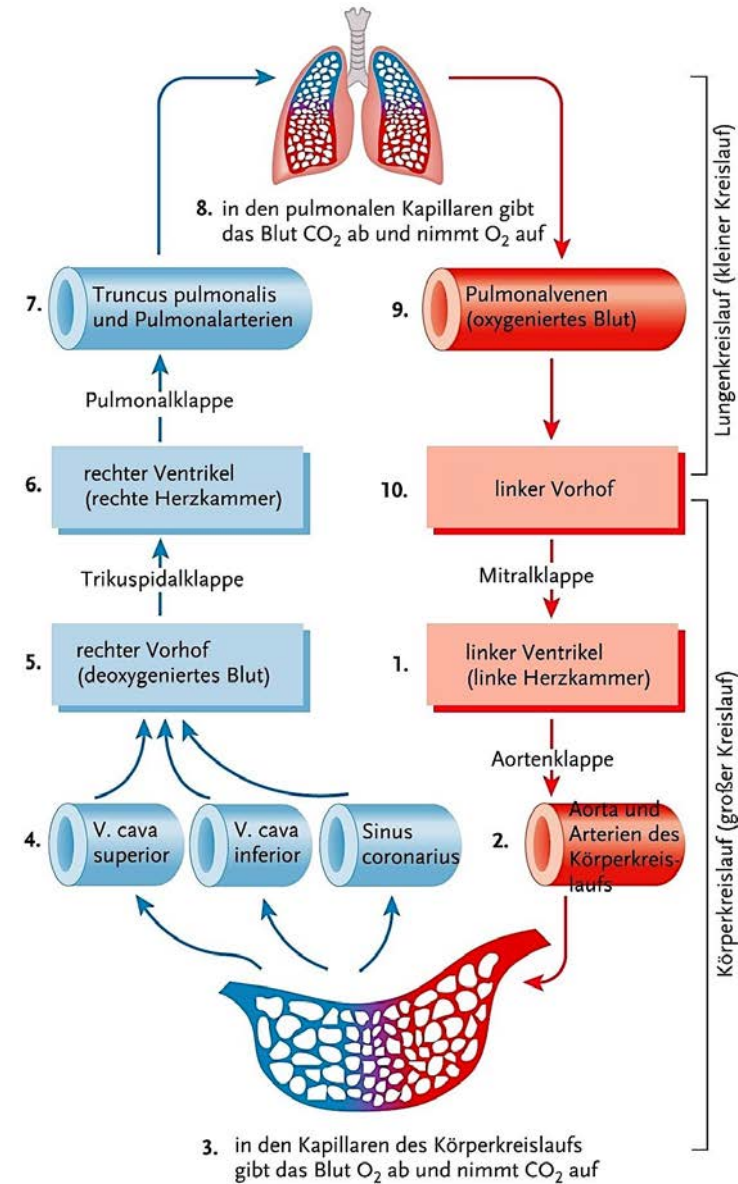 8. in den pulmonalen Kapillaren gibt
das Blut CO₂ ab und nimmt O₂ auf
7. Truncus pulmonalis
und Pulmonalarterien
9. Pulmonalvenen
(oxygeniertes Blut)
Pulmonalklappe
6. rechter Ventrikel
(rechte Herzkammer)
10. linker Vorhof
Trikuspidalklappe
Mitralklappe
5. rechter Vorhof
(deoxygeniertes Blut)
1. linker Ventrikel
(linke Herzkammer)
Aortenklappe
4. V. cava
superior
V. cava
inferior
Sinus
coronarius
2. Aorta und
Arterien des
Körperkreis-
laufs
3. in den Kapillaren des Körperkreislaufs
gibt das Blut O₂ ab und nimmt CO₂ auf
Lungenkreislauf (kleiner Kreislauf)
Körperkreislauf (großer Kreislauf)